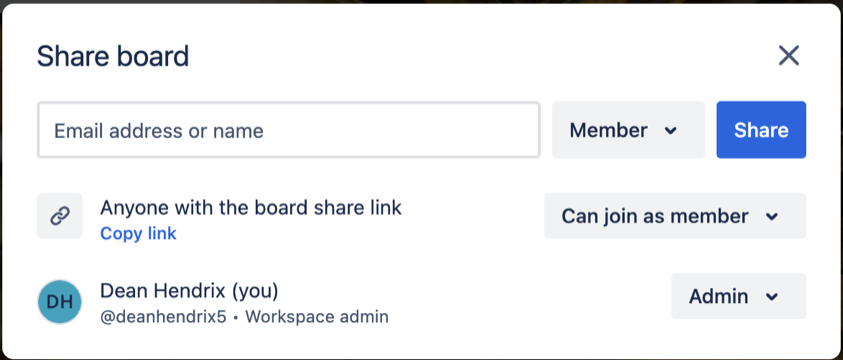 Share board
Email address or name
Member
Share
Anyone with the board share link
Can join as member
Copy link
DH
Dean Hendrix (you)
Admin
@deanhendrix5 • Workspace admin